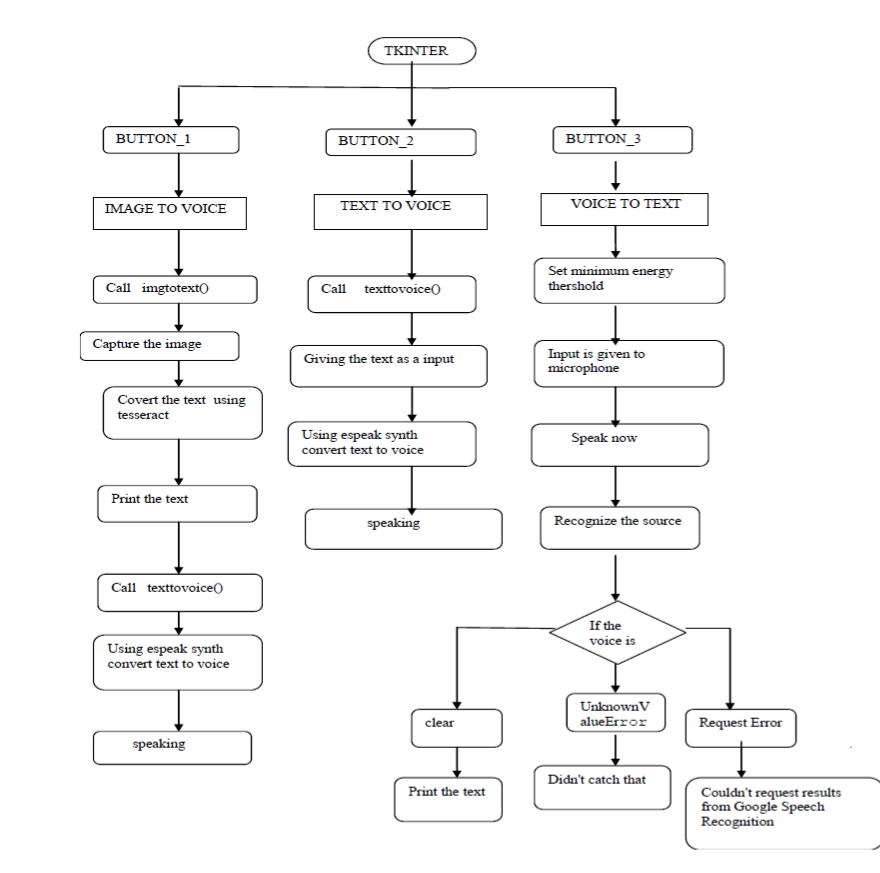 TKINTER
BUTTON_1
BUTTON_2
BUTTON_3
IMAGE TO VOICE
TEXT TO VOICE
VOICE TO TEXT
Call imgtotext()
Capture the image
Covert the text using
tesseract
Print the text
Call texttovoice()
Using espeak synth
convert text to voice
speaking
Call texttovoice()
Giving the text as a input
Using espeak synth
convert text to voice
speaking
Set minimum energy
thershold
Input is given to
microphone
Speak now
Recognize the source
If the
voice is
clear
Print the text
UnknownV
alueError
Didn't catch that
Request Error
Couldn't request results
from Google Speech
Recognition